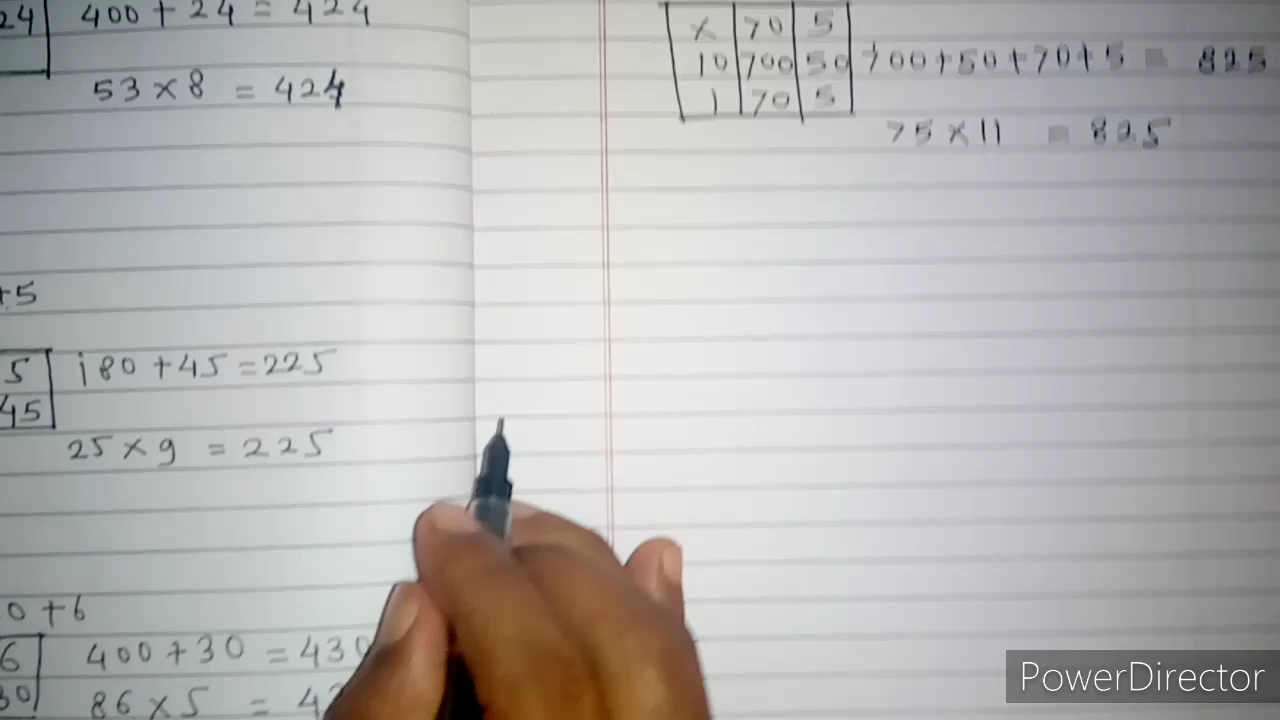 24 400 + 24 = 424
53 × 8 = 424
+5
5 180 + 45 = 225
45
25 × 9 = 225
0 + 6
6 400 + 30 = 430
30 86 × 5 = 4
× 70 5
10 700 50 700+50+70+5 = 825
1 70 5
75 × 11 = 825
PowerDirector